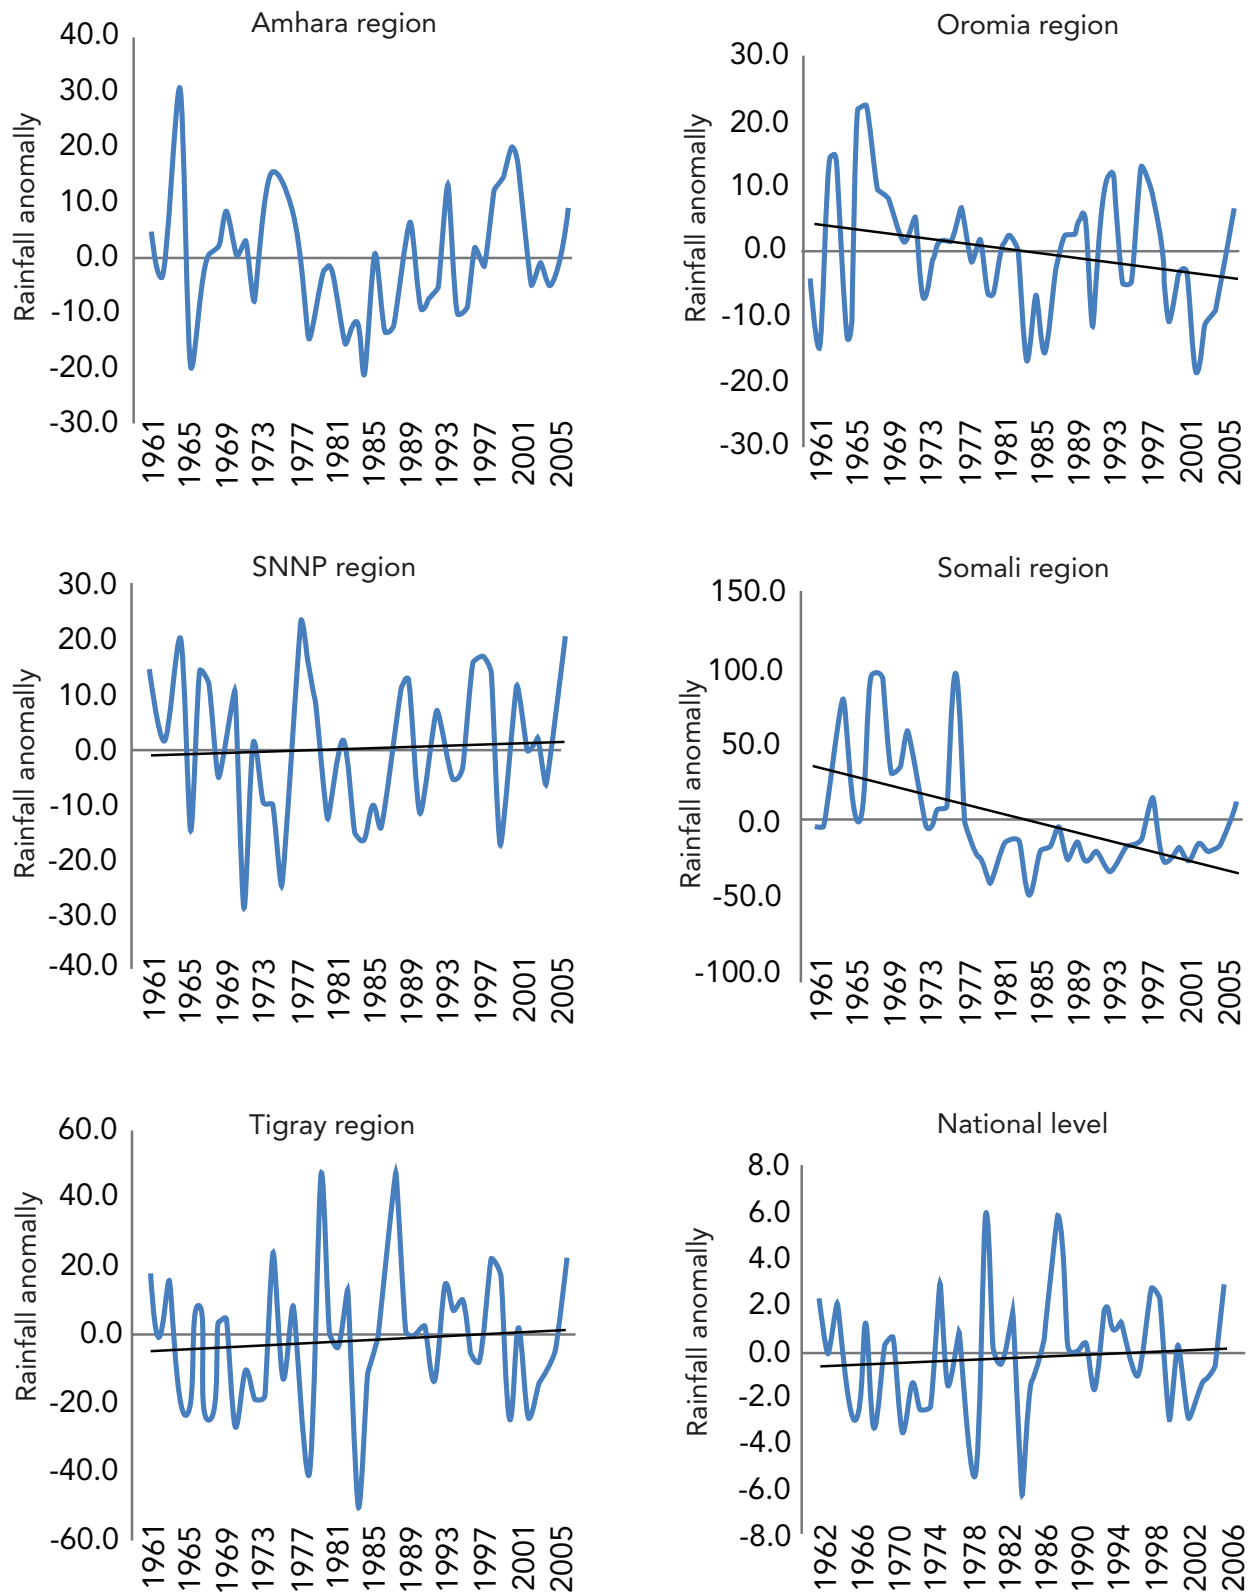 Amhara region
Rainfall anomally
40.0
30.0
20.0
10.0
0.0
-10.0
-20.0
-30.0
1961 1965 1969 1973 1977 1981 1985 1989 1993 1997 2001 2005
Oromia region
Rainfall anomally
30.0
20.0
10.0
0.0
-10.0
-20.0
-30.0
1961 1965 1969 1973 1977 1981 1985 1989 1993 1997 2001 2005
SNNP region
Rainfall anomally
30.0
20.0
10.0
0.0
-10.0
-20.0
-30.0
-40.0
1961 1965 1969 1973 1977 1981 1985 1989 1993 1997 2001 2005
Somali region
Rainfall anomally
150.0
100.0
50.0
0.0
-50.0
-100.0
1961 1965 1969 1973 1977 1981 1985 1989 1993 1997 2001 2005
Tigray region
Rainfall anomally
60.0
40.0
20.0
0.0
-20.0
-40.0
-60.0
1961 1965 1969 1973 1977 1981 1985 1989 1993 1997 2001 2005
National level
Rainfall anomally
8.0
6.0
4.0
2.0
0.0
-2.0
-4.0
-6.0
-8.0
1962 1966 1970 1974 1978 1982 1986 1990 1994 1998 2002 2006